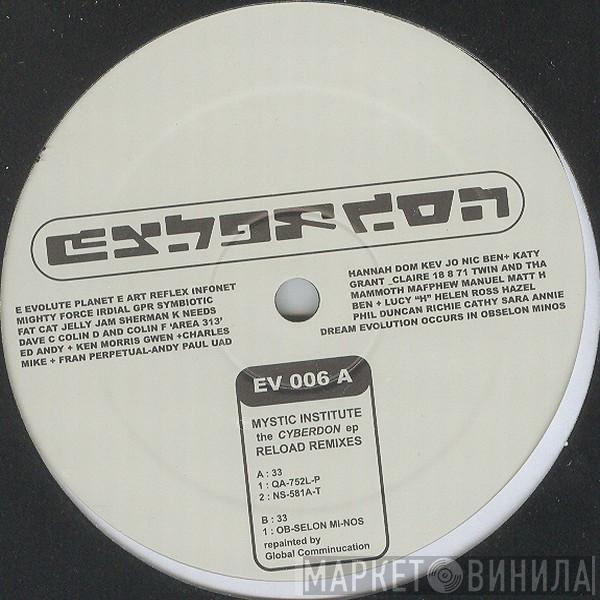 E EVOLUTE PLANET E ART REFLEX INFONET
MIGHTY FORCE IRDIAL GPR SYMBIOTIC
FAT CAT JELLY JAM SHERMAN K NEEDS
DAVE C COLIN D AND COLIN F 'AREA 313'
ED ANDY + KEN MORRIS GWEN +CHARLES
MIKE + FRAN PERPETUAL-ANDY PAUL UAD
HANNAH DOM KEV JO NIC BEN+ KATY
GRANT _CLAIRE 18 8 71 TWIN AND THA
MAMMOTH MAFPHEW MANUEL MATT H
BEN + LUCY "H" HELEN ROSS HAZEL
PHIL DUNCAN RICHIE CATHY SARA ANNIE
DREAM EVOLUTION OCCURS IN OBSELON MINOS
EV 006 A
MYSTIC INSTITUTE
the CYBERDON ep
RELOAD REMIXES
A : 33
1 : QA-752L-P
2 : NS-581A-T
B : 33
1 : OB-SELON MI-NOS
repainted by
Global Comminucation
МАРКЕТ ВИНИЛА